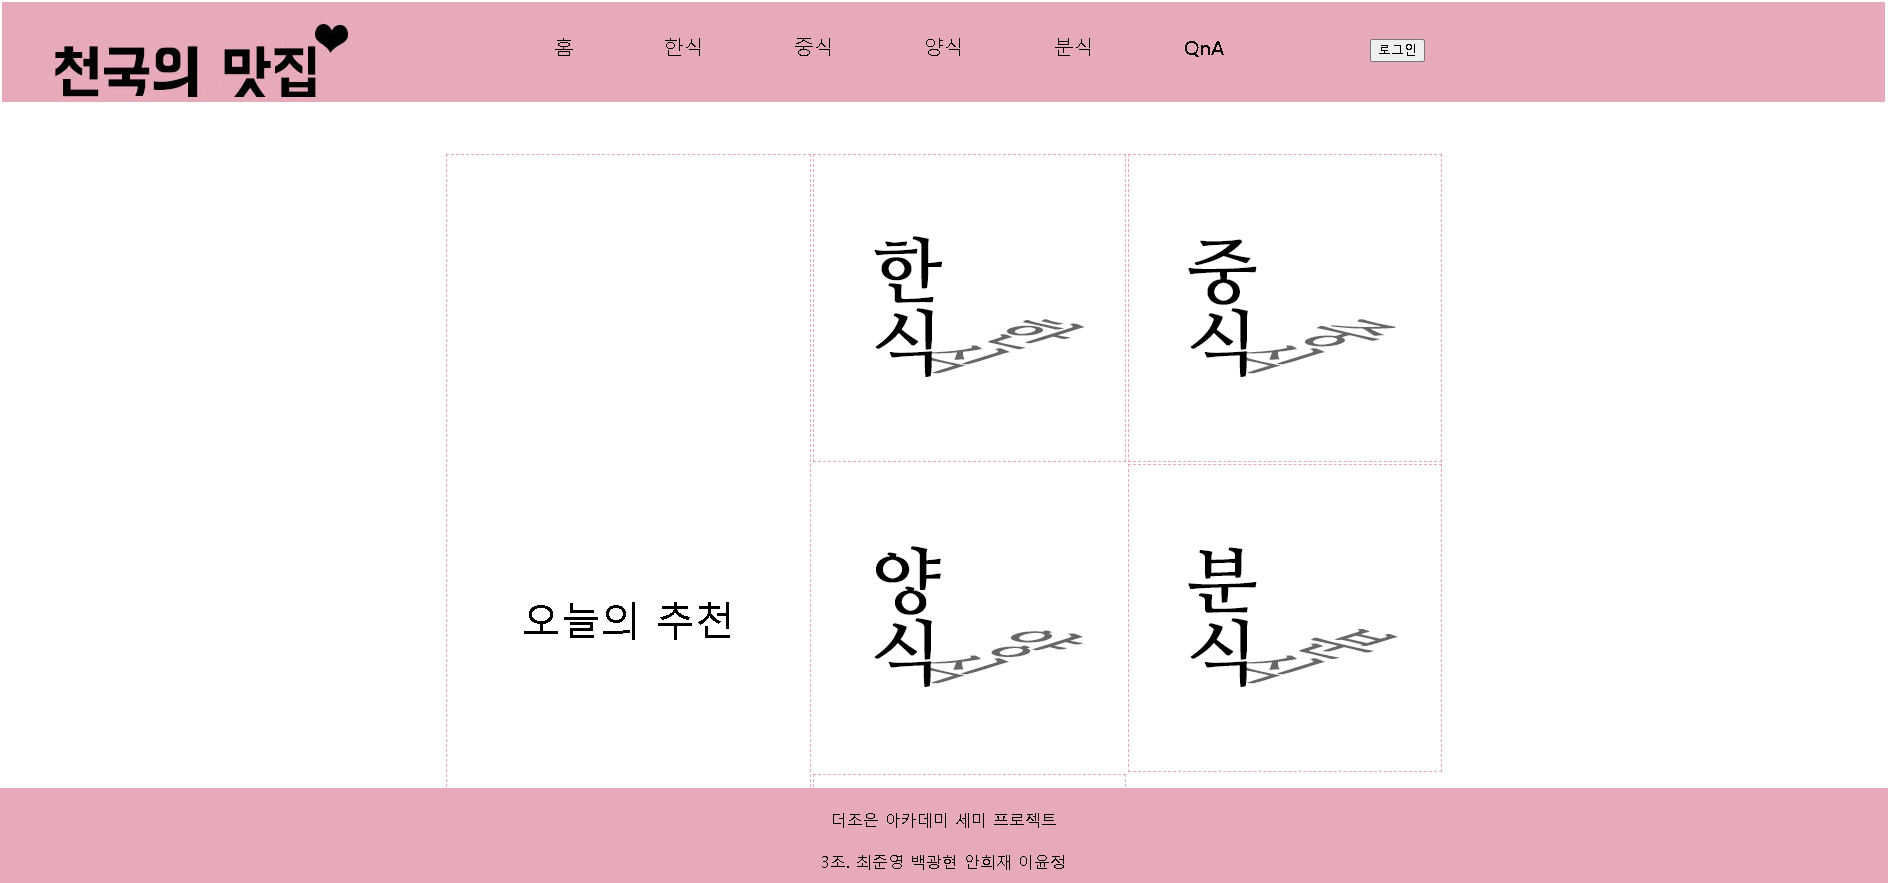 천국의 맛집
홈
한식
중식
양식
분식
QnA
로그인
한식
중식
오늘의 추천
양식
분식
더조은 아카데미 세미 프로젝트
3조. 최준영 백광현 안희재 이윤정